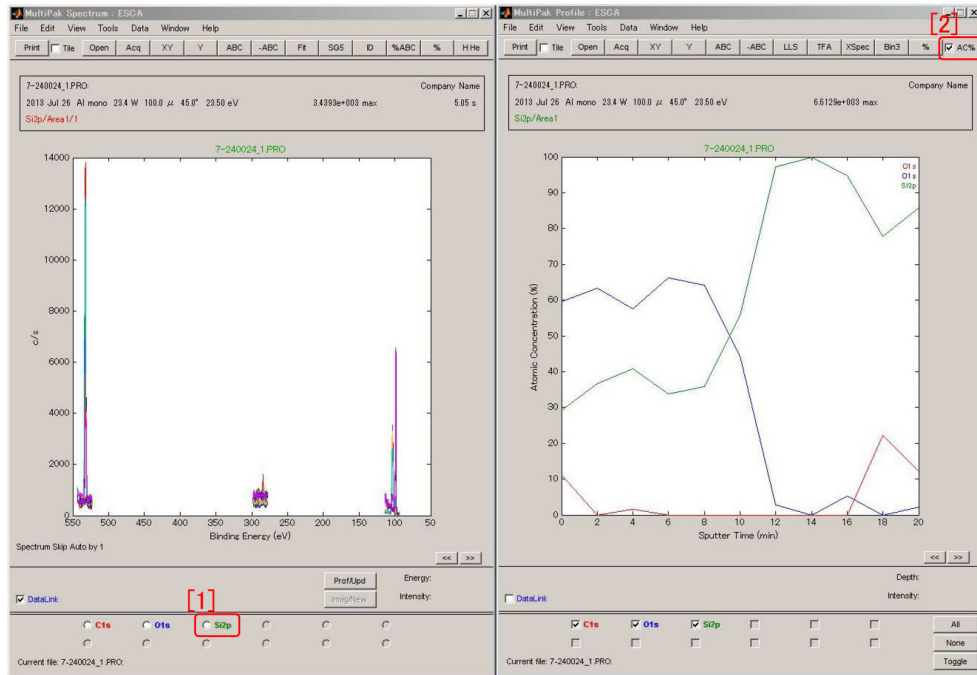 MultiPak Spectrum : ESCA
File Edit View Tools Data Window Help
Print Tile Open Acq XY Y ABC -ABC Fit SG5 ID %ABC % H He
7-240024_1.PRO: Company Name
2013 Jul 26 Al mono 23.4 W 100.0 μ 45.0° 23.50 eV 3.4393e+003 max 5.05 s
Si2p/Area1/1
7-240024_1.PRO
14000
12000
10000
8000
6000
4000
2000
0
c/s
550 500 450 400 350 300 250 200 150 100 50
Binding Energy (eV)
Spectrum Skip Auto by 1
<< >>
Prof/Upd Energy:
DataLink Imag/New Intensity:
[1]
C1s O1s Si2p
Current file: 7-240024_1.PRO:
MultiPak Profile : ESCA
[2]
File Edit View Tools Data Window Help
Print Tile Open Acq XY Y ABC -ABC LLS TFA XSpec Bin3 % AC%
7-240024_1.PRO: Company Name
2013 Jul 26 Al mono 23.4 W 100.0 μ 45.0° 23.50 eV 6.6129e+003 max
Si2p/Area1
7-240024_1.PRO
C1s
O1s
Si2p
100
90
80
70
60
50
40
30
20
10
0
Atomic Concentration (%)
0 2 4 6 8 10 12 14 16 18 20
Sputter Time (min)
<< >>
Depth:
DataLink Intensity:
C1s O1s Si2p All
None
Current file: 7-240024_1.PRO: Toggle